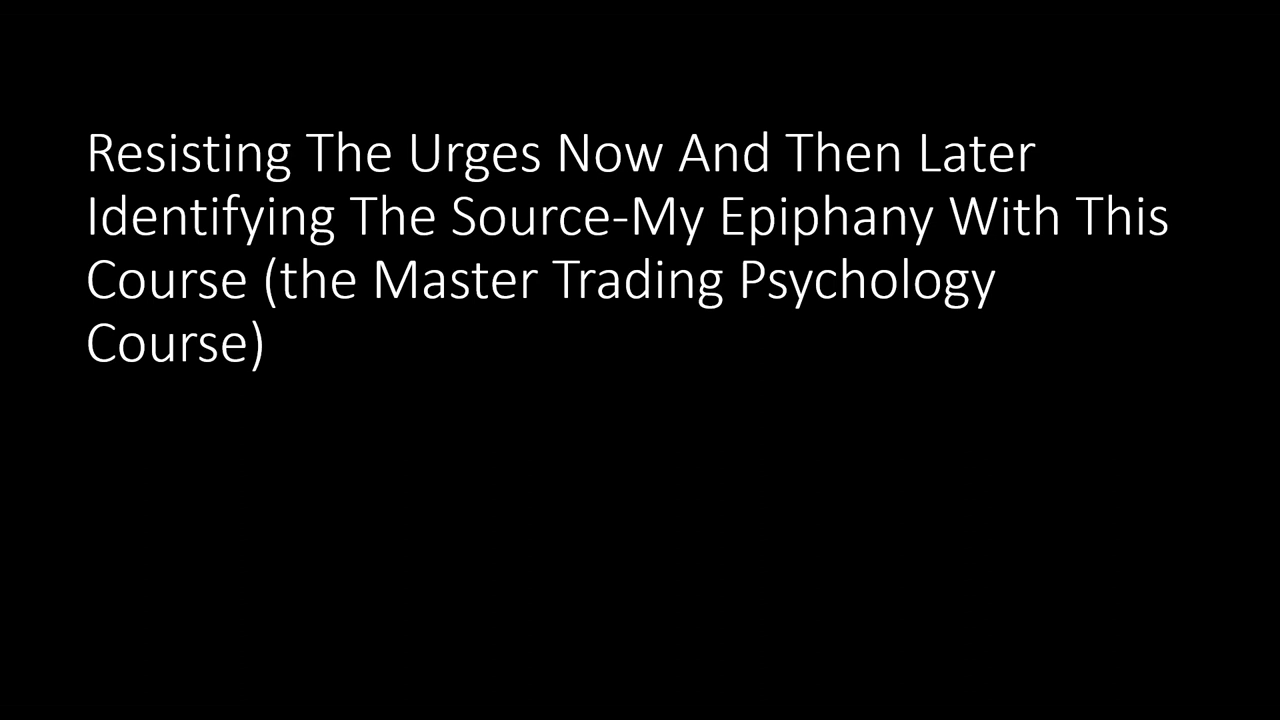 Resisting The Urges Now And Then Later
Identifying The Source-My Epiphany With This
Course (the Master Trading Psychology
Course)